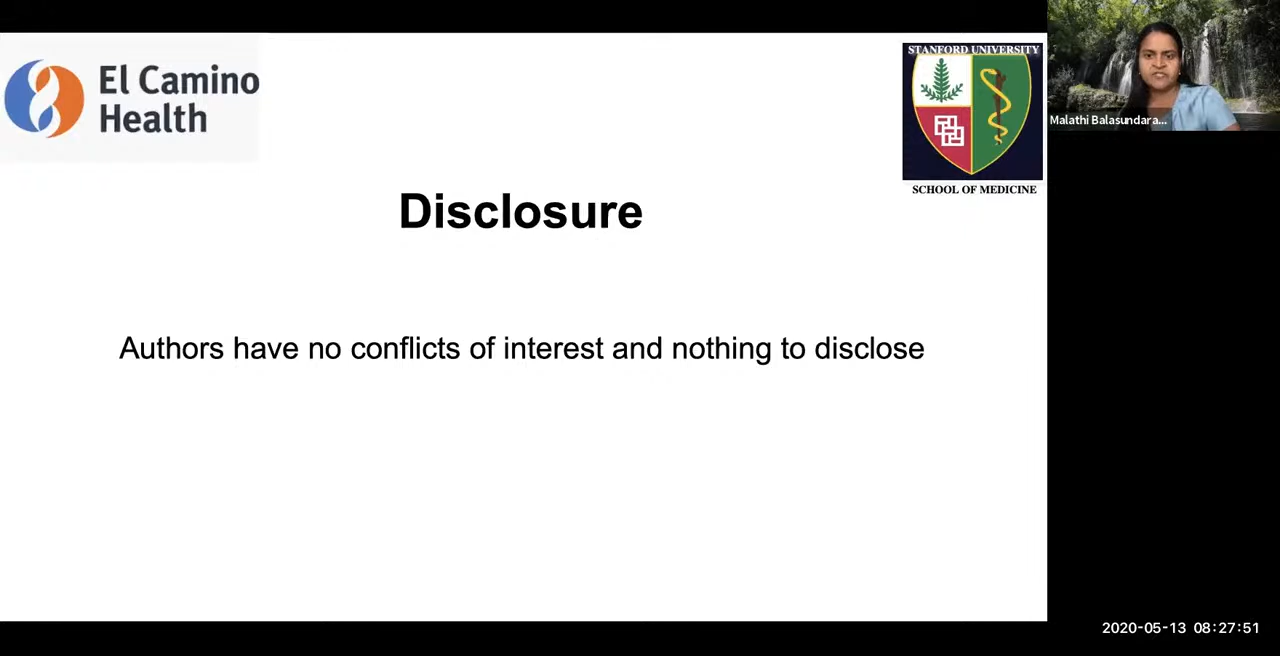 El Camino
Health
STANFORD UNIVERSITY
SCHOOL OF MEDICINE
Malathi Balasundara...
Disclosure
Authors have no conflicts of interest and nothing to disclose
2020-05-13 08:27:51